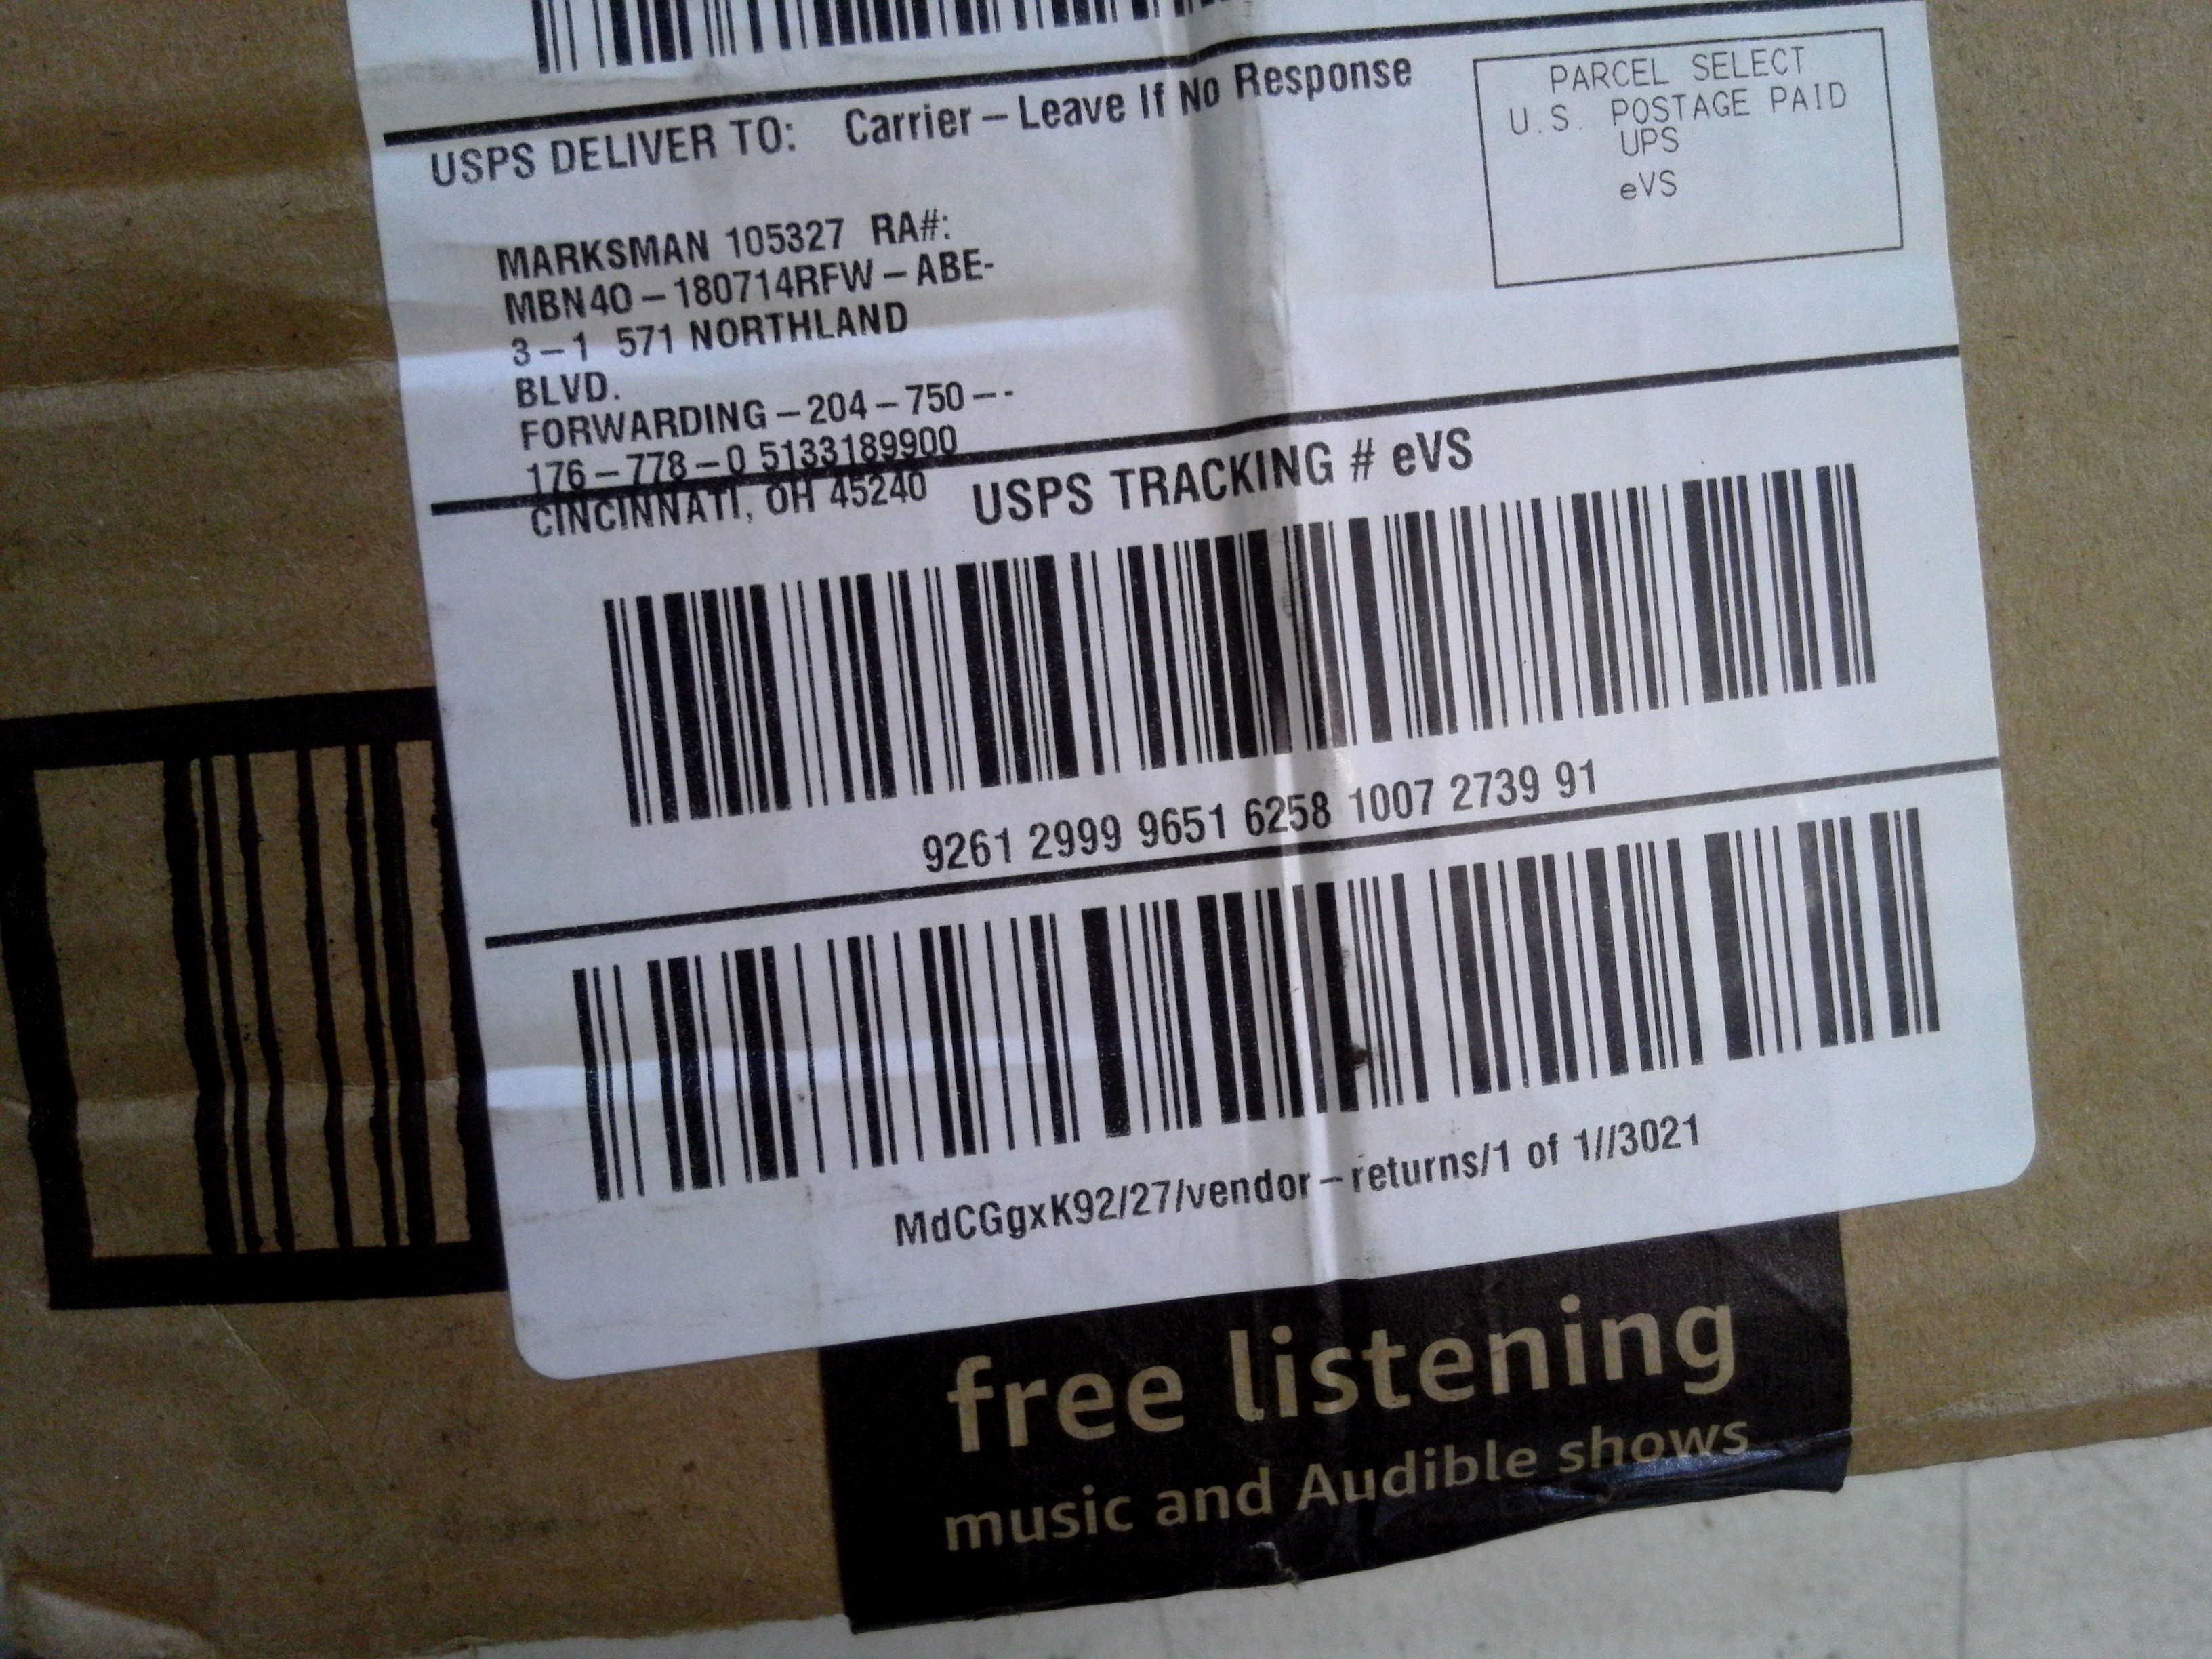 USPS DELIVER TO: Carrier – Leave If No Response
PARCEL SELECT
U.S. POSTAGE PAID
UPS
eVS
MARKSMAN 105327 RA#:
MBN40 – 180714RFW – ABE-
3 – 1 571 NORTHLAND
BLVD.
FORWARDING – 204 – 750 – -
176 – 778 – 0 5133189900
CINCINNATI, OH 45240
USPS TRACKING # eVS
9261 2999 9651 6258 1007 2739 91
MdCGgxK92/27/vendor – returns/1 of 1//3021
free listening
music and Audible shows